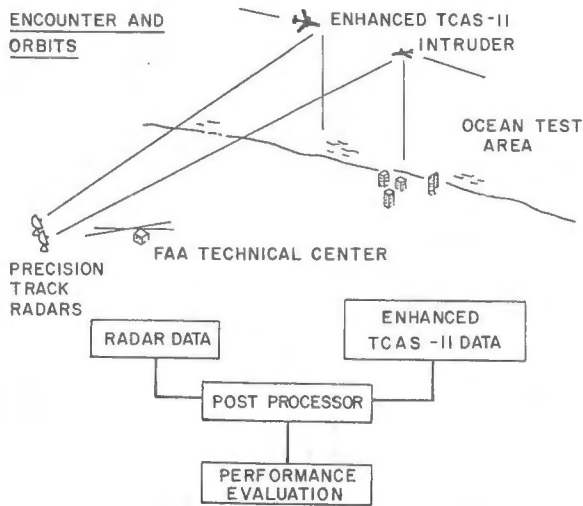 ENCOUNTER AND
ORBITS
ENHANCED TCAS-II
INTRUDER
OCEAN TEST
AREA
FAA TECHNICAL CENTER
PRECISION
TRACK
RADARS
RADAR DATA
ENHANCED
TCAS -II DATA
POST PROCESSOR
PERFORMANCE
EVALUATION